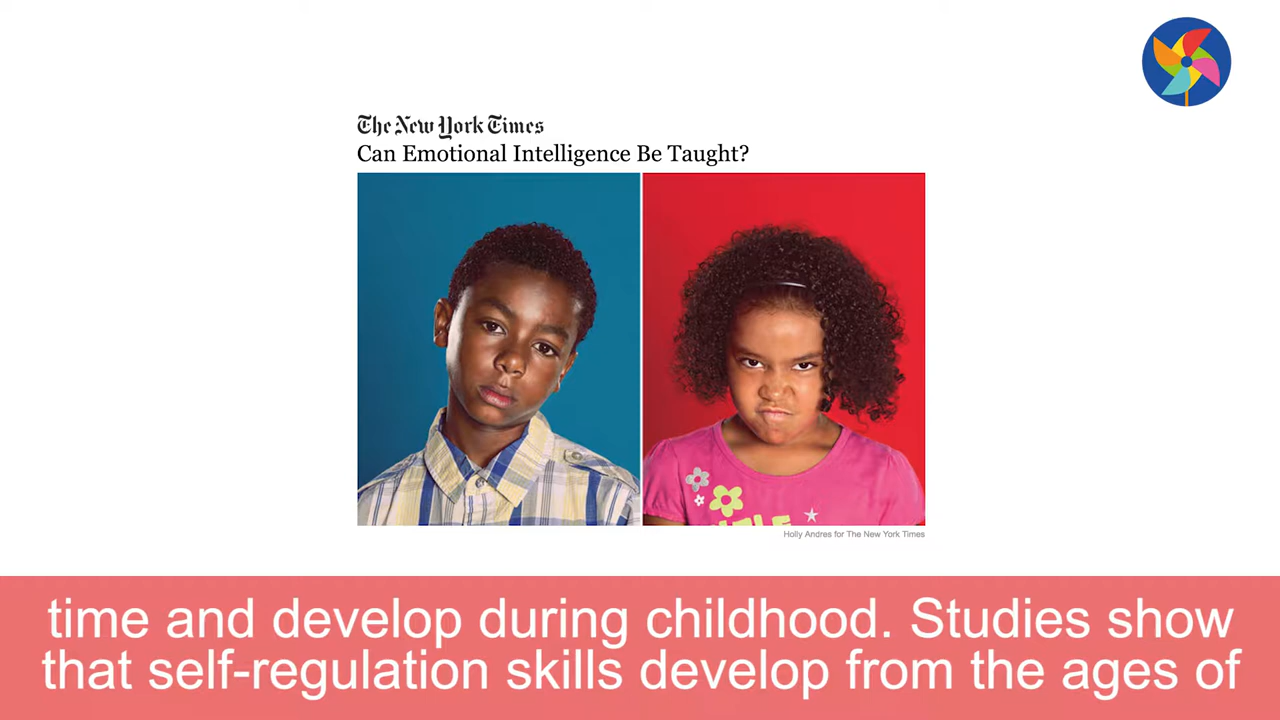 The New York Times
Can Emotional Intelligence Be Taught?
Holly Andres for The New York Times
time and develop during childhood. Studies show
that self-regulation skills develop from the ages of